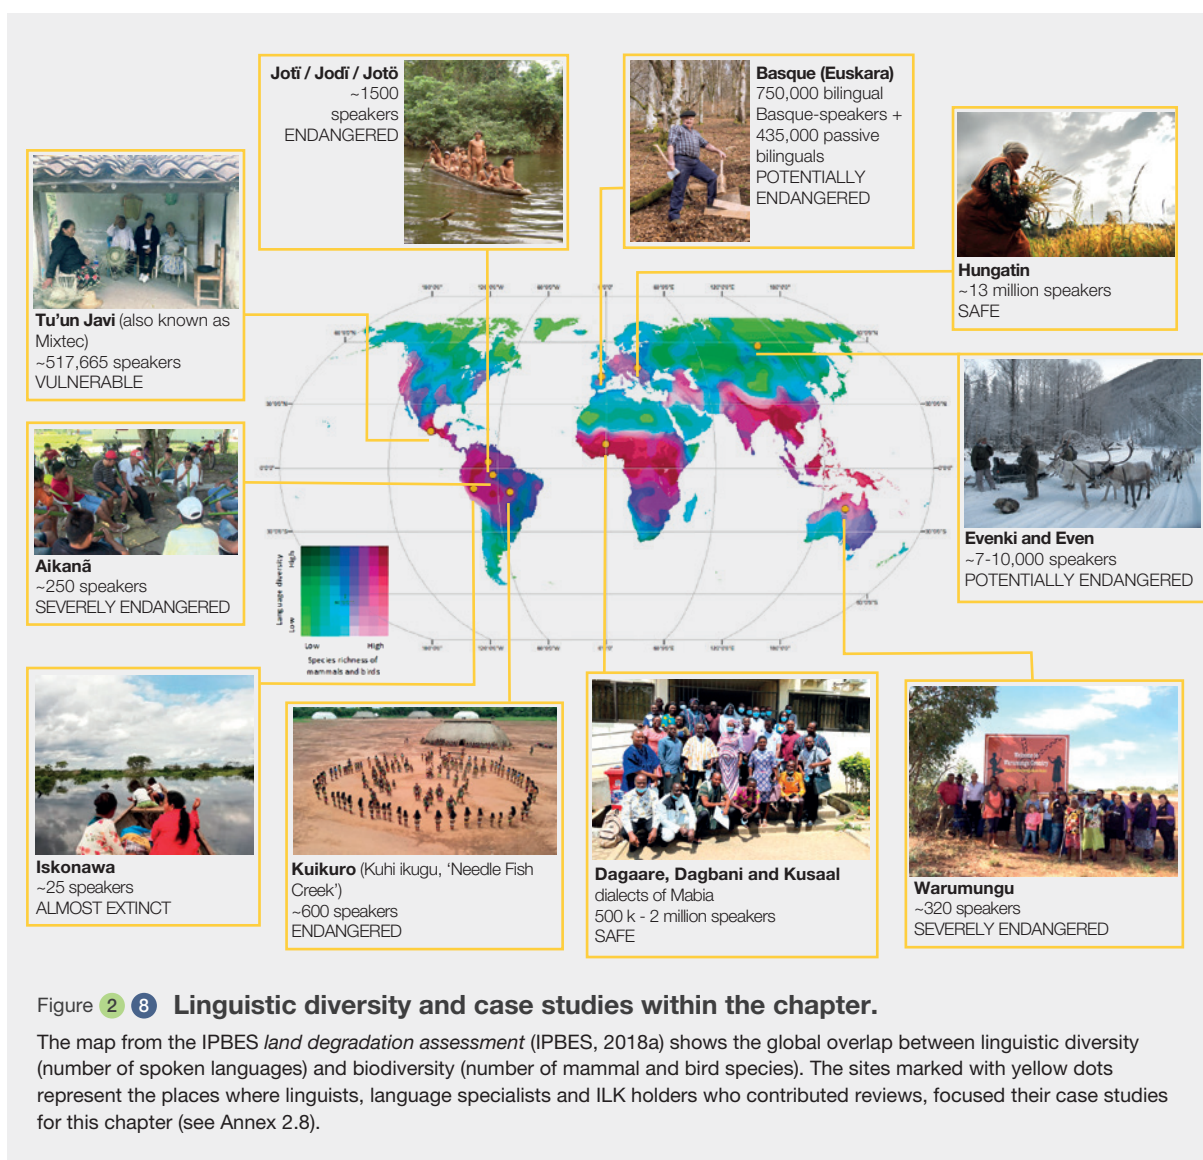 Jotï / Jodï / Jotö
~1500
speakers
ENDANGERED
Basque (Euskara)
750,000 bilingual
Basque-speakers +
435,000 passive
bilinguals
POTENTIALLY
ENDANGERED
Hungatin
~13 million speakers
SAFE
Tu'un Javi (also known as
Mixtec)
~517,665 speakers
VULNERABLE
Evenki and Even
~7-10,000 speakers
POTENTIALLY ENDANGERED
Aikanã
~250 speakers
SEVERELY ENDANGERED
Language diversity
High
Low
Low High
Species richness of
mammals and birds
Iskonawa
~25 speakers
ALMOST EXTINCT
Kuikuro (Kuhi ikugu, 'Needle Fish
Creek')
~600 speakers
ENDANGERED
Dagaare, Dagbani and Kusaal
dialects of Mabia
500 k - 2 million speakers
SAFE
Warumungu
~320 speakers
SEVERELY ENDANGERED
Figure 2 8 Linguistic diversity and case studies within the chapter.
The map from the IPBES land degradation assessment (IPBES, 2018a) shows the global overlap between linguistic diversity
(number of spoken languages) and biodiversity (number of mammal and bird species). The sites marked with yellow dots
represent the places where linguists, language specialists and ILK holders who contributed reviews, focused their case studies
for this chapter (see Annex 2.8).